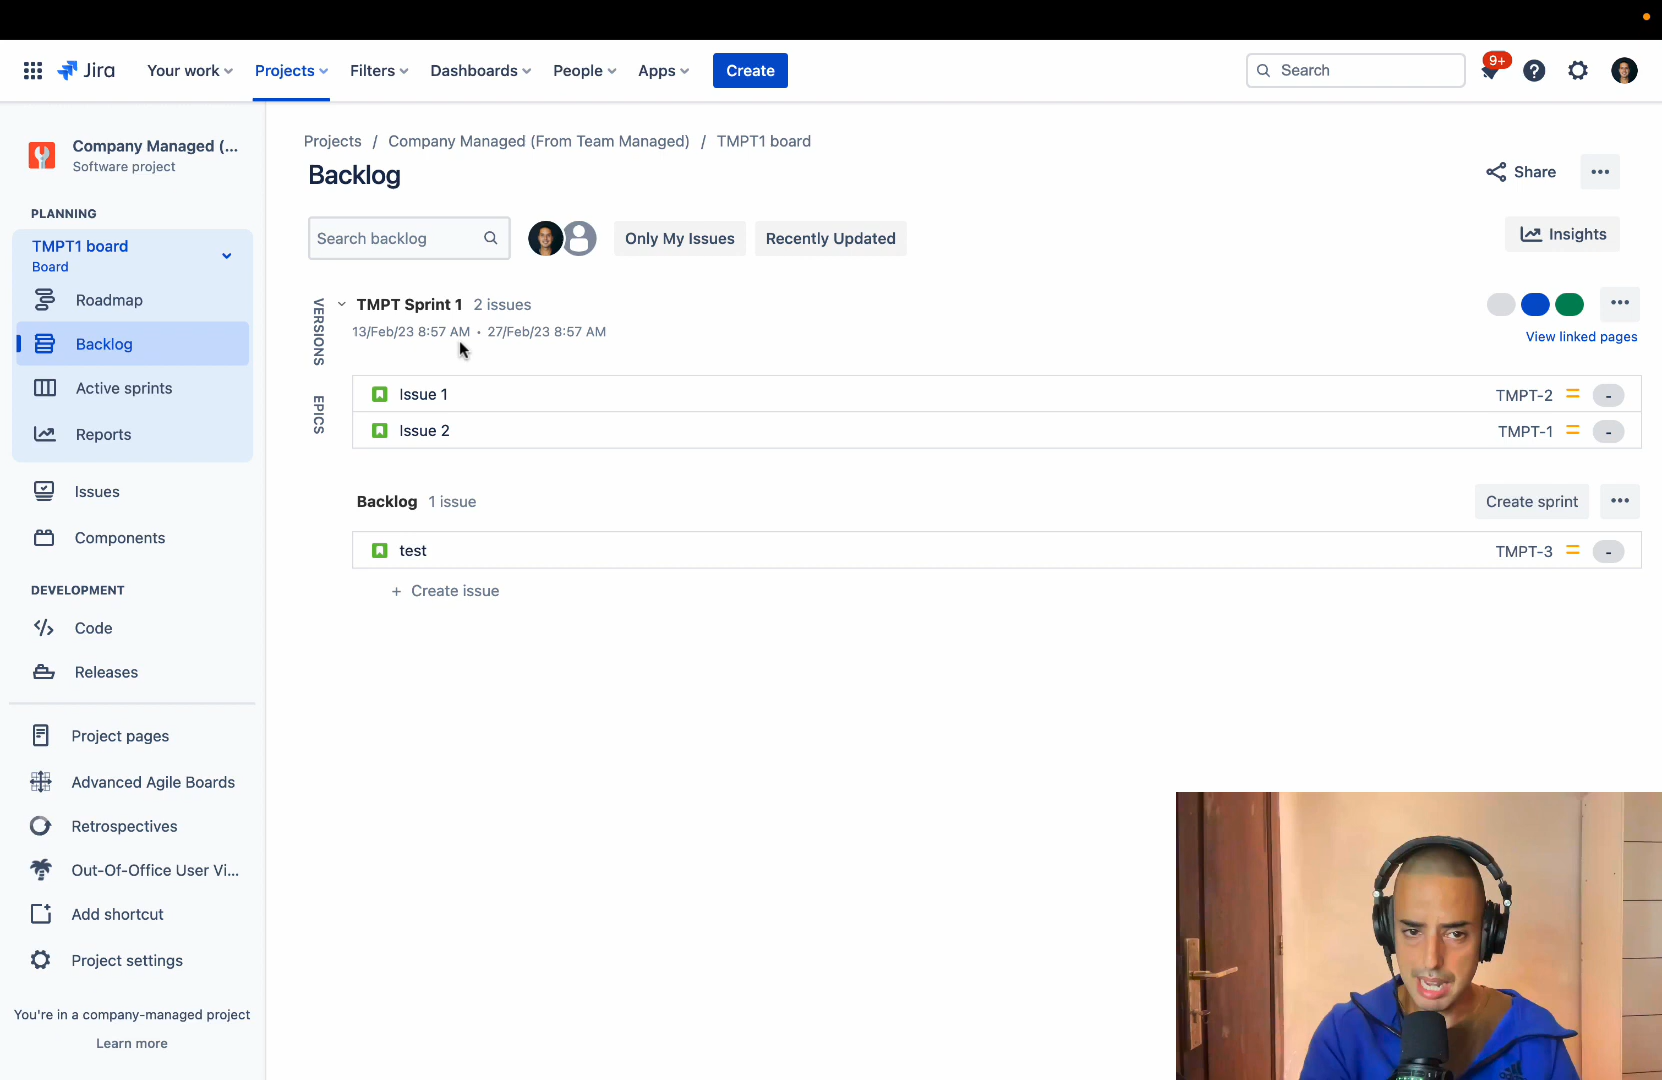 Jira
Your work
Projects
Filters
Dashboards
People
Apps
Create
Search
9+
Company Managed (...
Software project
PLANNING
TMPT1 board
Board
Roadmap
Backlog
Active sprints
Reports
Issues
Components
DEVELOPMENT
Code
Releases
Project pages
Advanced Agile Boards
Retrospectives
Out-Of-Office User Vi...
Add shortcut
Project settings
You're in a company-managed project
Learn more
Projects / Company Managed (From Team Managed) / TMPT1 board
Backlog
Share
Search backlog
Only My Issues
Recently Updated
Insights
VERSIONS
EPICS
TMPT Sprint 1 2 issues
13/Feb/23 8:57 AM • 27/Feb/23 8:57 AM
View linked pages
Issue 1 TMPT-2 -
Issue 2 TMPT-1 -
Backlog 1 issue
Create sprint
test TMPT-3 -
+ Create issue